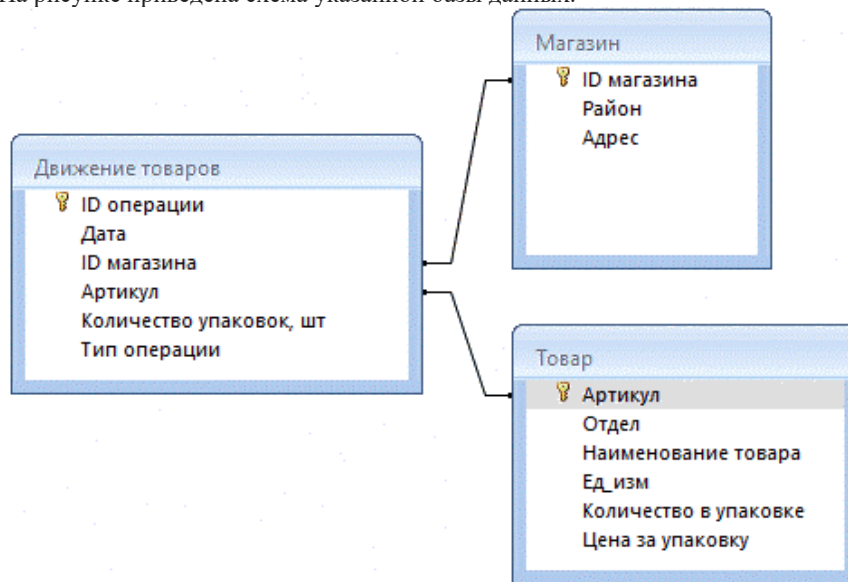 На рисунке приведена схема указанной базы данных.
Магазин
ID магазина
Район
Адрес
Движение товаров
ID операции
Дата
ID магазина
Артикул
Количество упаковок, шт
Тип операции
Товар
Артикул
Отдел
Наименование товара
Ед_изм
Количество в упаковке
Цена за упаковку